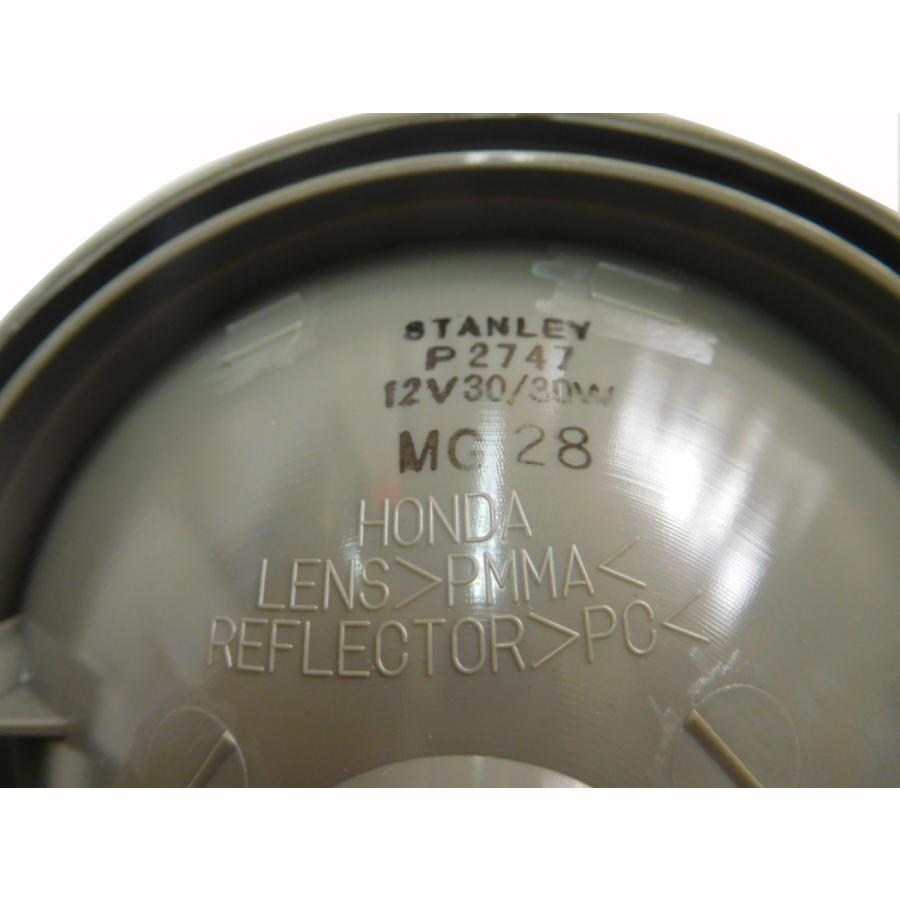 STANLEY
P 2747
12V30/30W
MG 28
HONDA
LENS>PMMA<
REFLECTOR>PC<